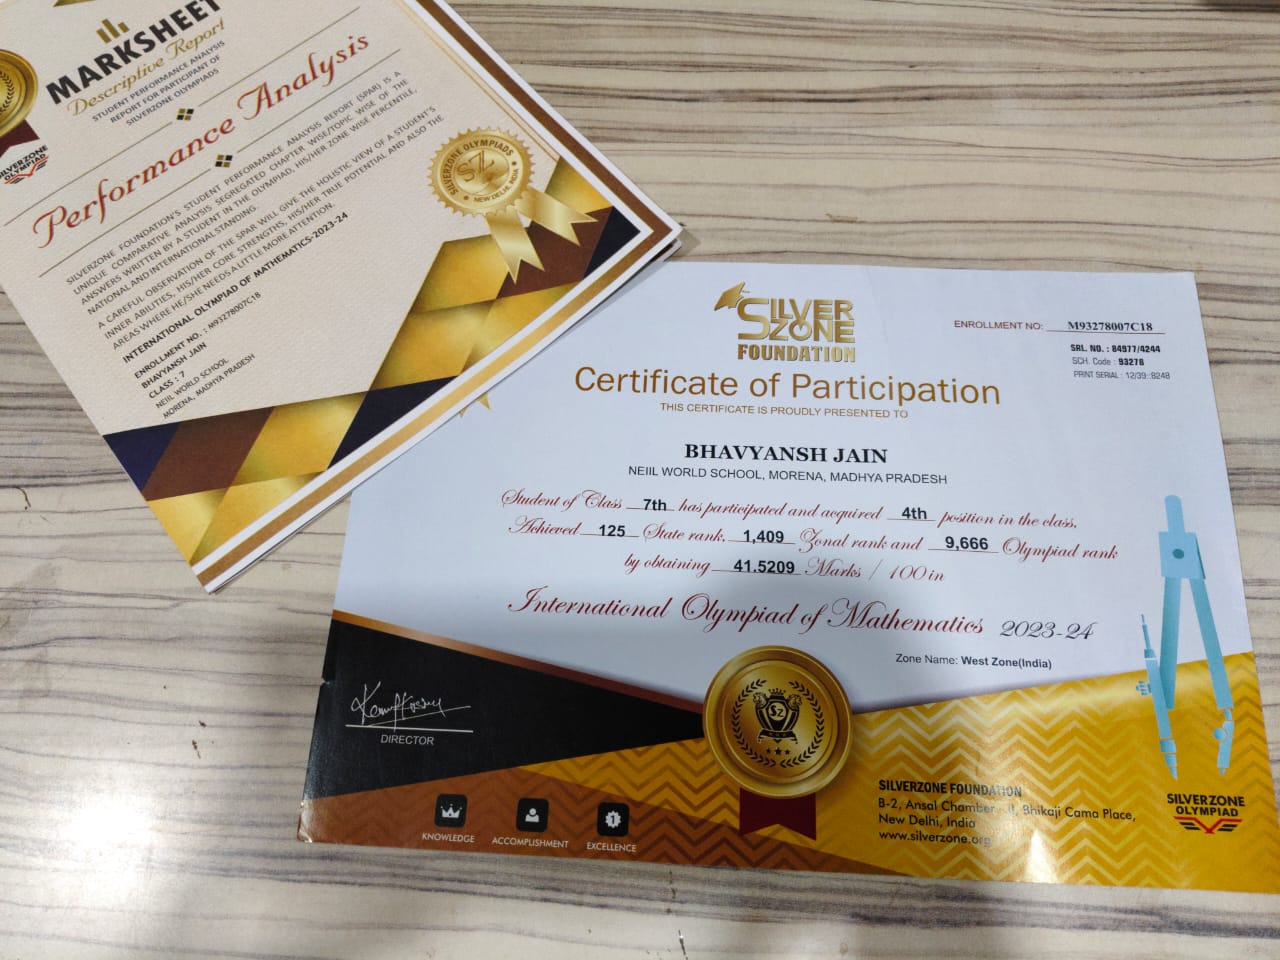 MARKSHEET
Descriptive Report
STUDENT PERFORMANCE ANALYSIS
REPORT FOR PARTICIPANT OF
SILVERZONE OLYMPIADS
Performance Analysis
SILVERZONE
OLYMPIAD
SILVERZONE OLYMPIADS
SZ
NEW DELHI, INDIA
SILVERZONE FOUNDATION'S STUDENT PERFORMANCE ANALYSIS REPORT (SPAR) IS A
UNIQUE COMPARATIVE ANALYSIS SEGREGATED CHAPTER WISE/TOPIC WISE OF THE
ANSWERS WRITTEN BY A STUDENT IN THE OLYMPIAD, HIS/HER ZONE WISE PERCENTILE,
NATIONAL AND INTERNATIONAL STANDING.
A CAREFUL OBSERVATION OF THE SPAR WILL GIVE THE HOLISTIC VIEW OF A STUDENT'S
INNER ABILITIES, HIS/HER CORE STRENGTHS, HIS/HER TRUE POTENTIAL AND ALSO THE
AREAS WHERE HE/SHE NEEDS A LITTLE MORE ATTENTION.
INTERNATIONAL OLYMPIAD OF MATHEMATICS-2023-24
ENROLLMENT NO. : M93278007C18
BHAVYANSH JAIN
CLASS : 7
NEIIL WORLD SCHOOL
MORENA, MADHYA PRADESH
SILVER
ZONE
FOUNDATION
ENROLLMENT NO: M93278007C18
SRL. NO. : 84977/4244
SCH. Code : 93278
PRINT SERIAL : 12/39::8248
Certificate of Participation
THIS CERTIFICATE IS PROUDLY PRESENTED TO
BHAVYANSH JAIN
NEIIL WORLD SCHOOL, MORENA, MADHYA PRADESH
Student of Class 7th has participated and acquired 4th position in the class.
Achieved 125 State rank, 1,409 Zonal rank and 9,666 Olympiad rank
by obtaining 41.5209 Marks / 100 in
International Olympiad of Mathematics 2023-24
Zone Name: West Zone(India)
DIRECTOR
SZ
KNOWLEDGE
ACCOMPLISHMENT
1
EXCELLENCE
SILVERZONE FOUNDATION
B-2, Ansal Chamber - II, Bhikaji Cama Place,
New Delhi, India
www.silverzone.org
SILVERZONE
OLYMPIAD